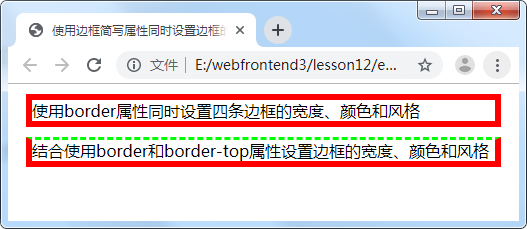 使用边框简写属性同时设置边框的
文件 E:/webfrontend3/lesson12/e...
使用border属性同时设置四条边框的宽度、颜色和风格
结合使用border和border-top属性设置边框的宽度、颜色和风格